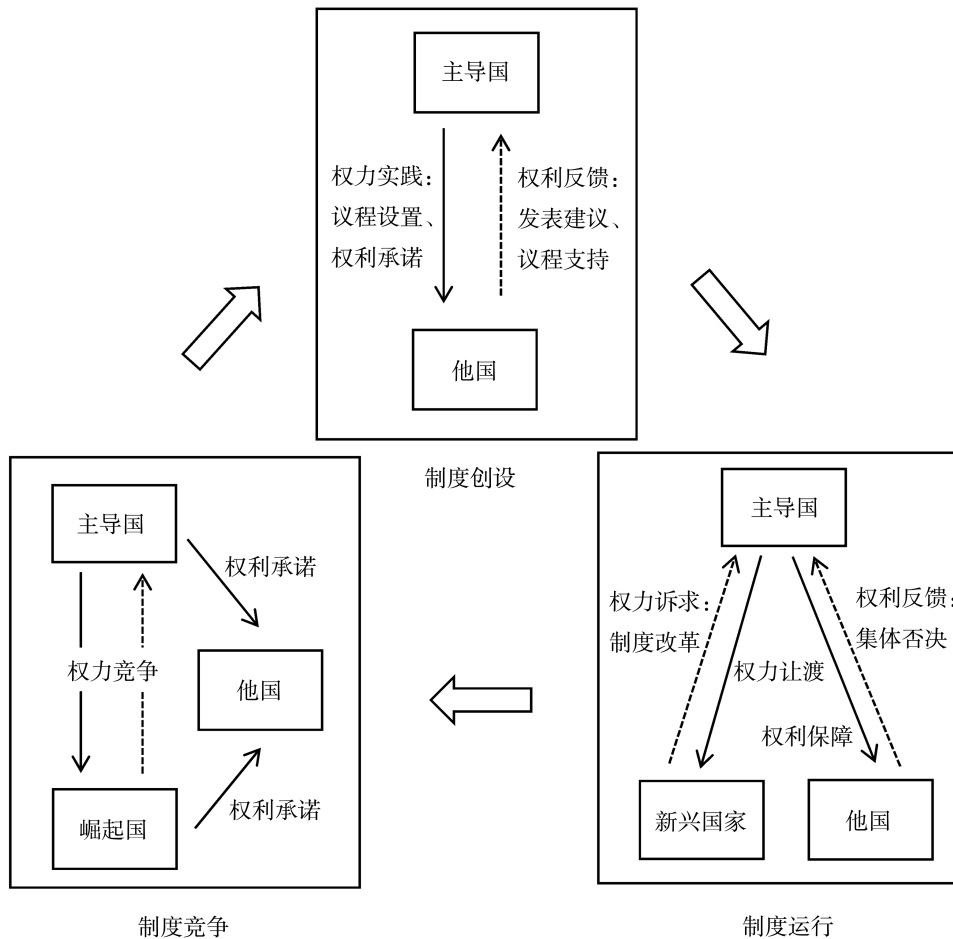 主导国
权力实践：
议程设置、
权利承诺
权利反馈：
发表建议、
议程支持
他国
制度创设
主导国
权利承诺
权力竞争
他国
权利承诺
崛起国
制度竞争
主导国
权力诉求：
制度改革
权利反馈：
集体否决
权力让渡
权利保障
新兴国家
他国
制度运行